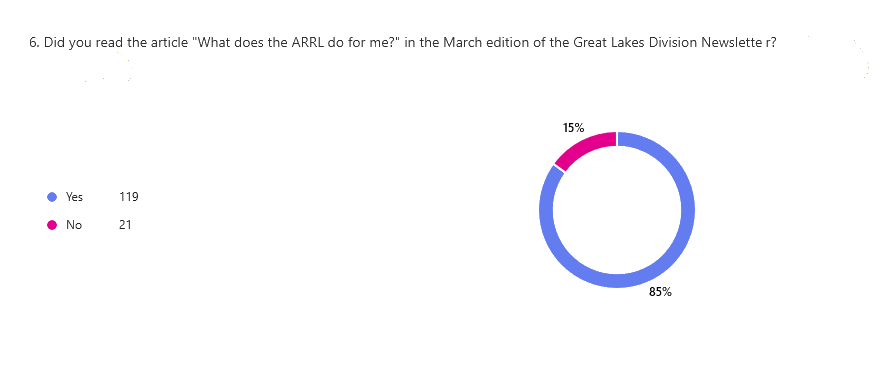 6. Did you read the article "What does the ARRL do for me?" in the March edition of the Great Lakes Division Newslette r?
15%
Yes 119
No 21
85%